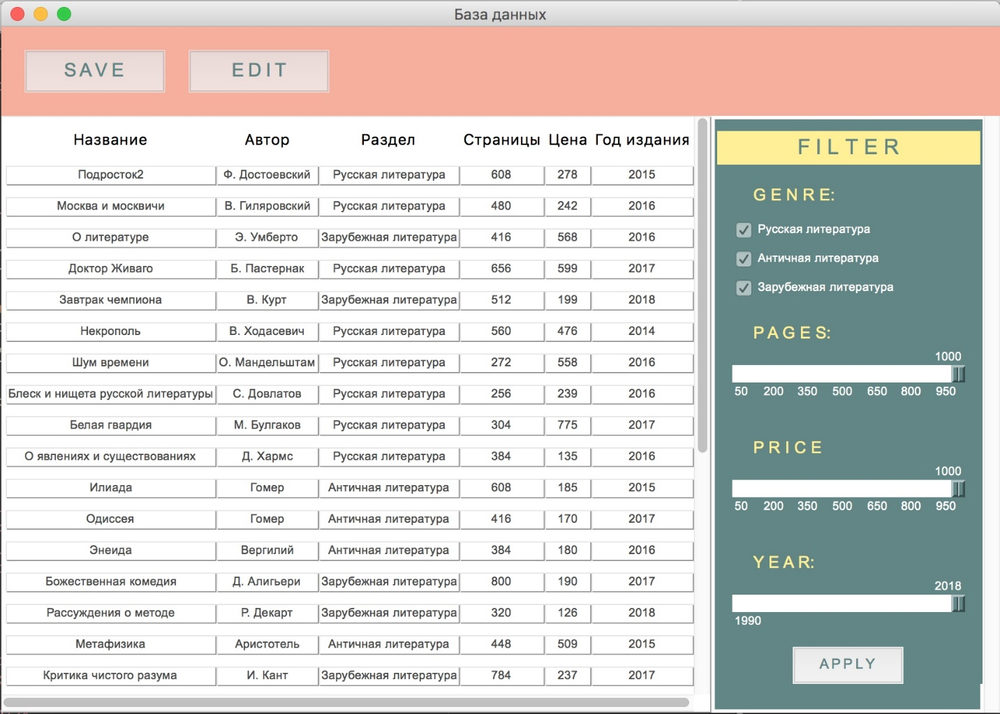 База данных
SAVE EDIT
Название Автор Раздел Страницы Цена Год издания
Подросток2 Ф. Достоевский Русская литература 608 278 2015
Москва и москвичи В. Гиляровский Русская литература 480 242 2016
О литературе Э. Умберто Зарубежная литература 416 568 2016
Доктор Живаго Б. Пастернак Русская литература 656 599 2017
Завтрак чемпиона В. Курт Зарубежная литература 512 199 2018
Некрополь В. Ходасевич Русская литература 560 476 2014
Шум времени О. Мандельштам Русская литература 272 558 2016
Блеск и нищета русской литературы С. Довлатов Русская литература 256 239 2016
Белая гвардия М. Булгаков Русская литература 304 775 2017
О явлениях и существованиях Д. Хармс Русская литература 384 135 2016
Илиада Гомер Античная литература 608 185 2015
Одиссея Гомер Античная литература 416 170 2017
Энеида Вергилий Античная литература 384 180 2016
Божественная комедия Д. Алигьери Зарубежная литература 800 190 2017
Рассуждения о методе Р. Декарт Зарубежная литература 320 126 2018
Метафизика Аристотель Античная литература 448 509 2015
Критика чистого разума И. Кант Зарубежная литература 784 237 2017
FILTER
GENRE:
Русская литература
Античная литература
Зарубежная литература
PAGES:
1000
50 200 350 500 650 800 950
PRICE
1000
50 200 350 500 650 800 950
YEAR:
2018
1990
APPLY